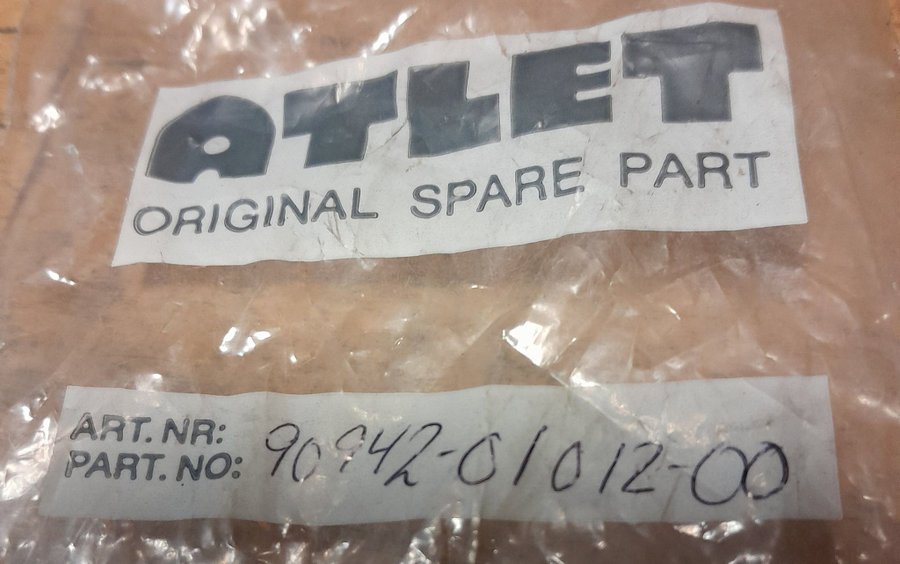 ATLET
ORIGINAL SPARE PART
ART. NR:
PART. NO: 90942-01012-00